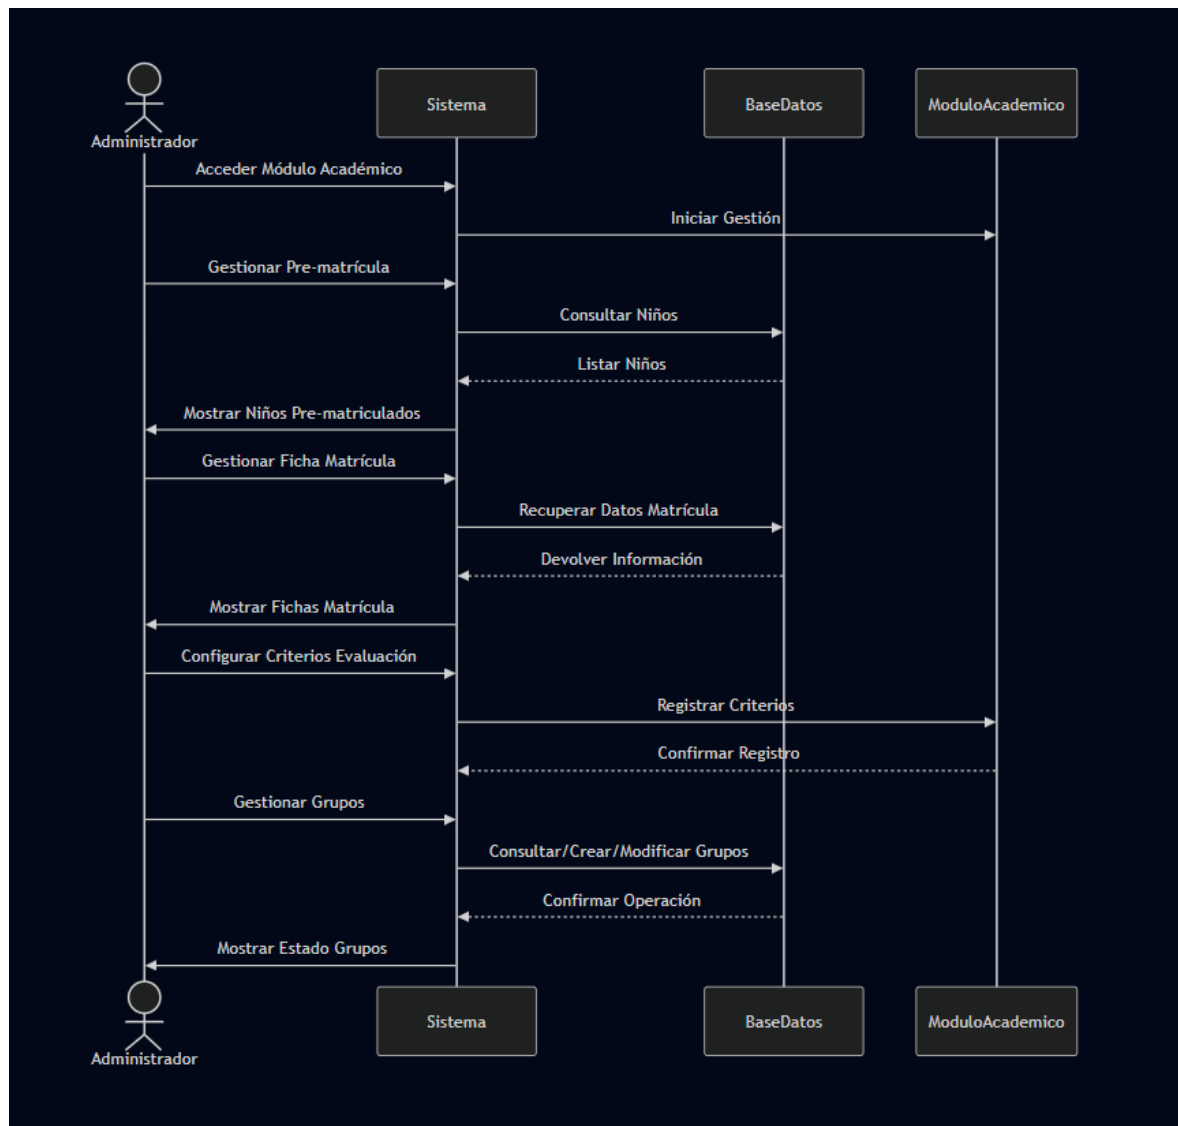 Administrador
Sistema
BaseDatos
ModuloAcademico
Acceder Módulo Académico
Iniciar Gestión
Gestionar Pre-matrícula
Consultar Niños
Listar Niños
Mostrar Niños Pre-matriculados
Gestionar Ficha Matrícula
Recuperar Datos Matrícula
Devolver Información
Mostrar Fichas Matrícula
Configurar Criterios Evaluación
Registrar Criterios
Confirmar Registro
Gestionar Grupos
Consultar/Crear/Modificar Grupos
Confirmar Operación
Mostrar Estado Grupos
Administrador
Sistema
BaseDatos
ModuloAcademico